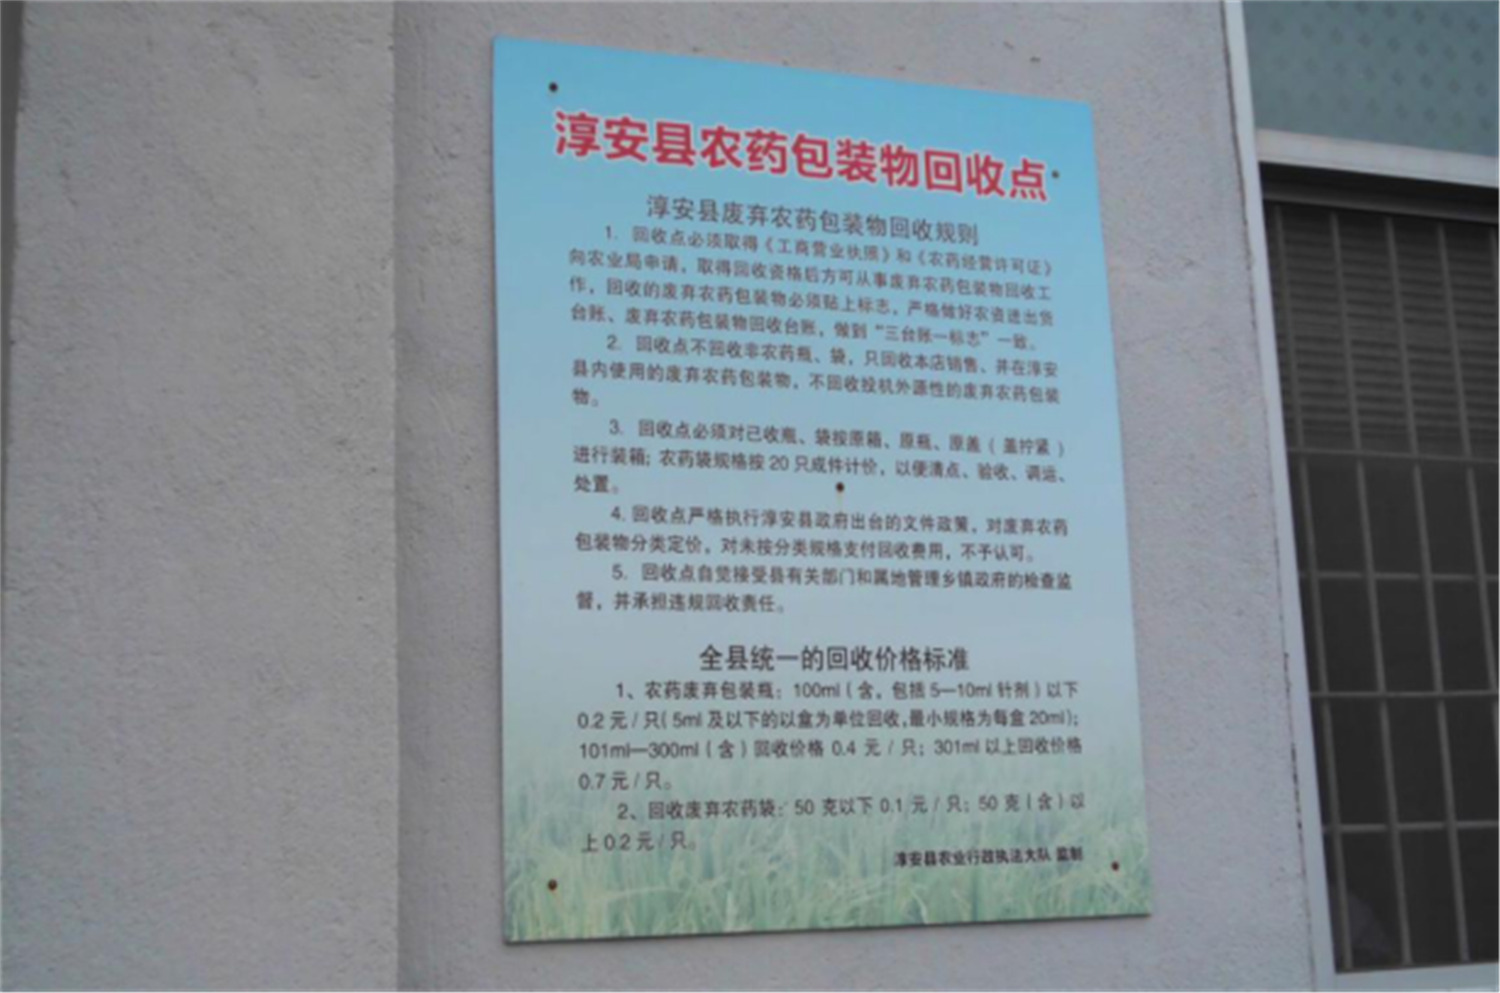 淳安县农药包装物回收点
淳安县废弃农药包装物回收规则
1. 回收点必须取得《工商营业执照》和《农药经营许可证》
向农业局申请，取得回收资格后方可从事废弃农药包装物回收工
作，回收的废弃农药包装物必须贴上标志，严格做好农资进出货
台账、废弃农药包装物回收台账，做到“三台账一标志”一致。
2. 回收点不回收非农药瓶、袋，只回收本店销售、并在淳安
县内使用的废弃农药包装物，不回收投机外源性的废弃农药包装
物。
3. 回收点必须对已收瓶、袋按原箱、原瓶、原盖（盖拧紧）
进行装箱；农药袋规格按20只成件计价，以便清点、验收、调运、
处置。
4. 回收点严格执行淳安县政府出台的文件政策，对废弃农药
包装物分类定价，对未按分类规格支付回收费用，不予认可。
5. 回收点自觉接受县有关部门和属地管理乡镇政府的检查监
督，并承担违规回收责任。
全县统一的回收价格标准
1、农药废弃包装瓶：100ml（含，包括5—10ml针剂）以下
0.2元/只（5ml及以下的以盒为单位回收，最小规格为每盒20ml）；
101ml—300ml（含）回收价格0.4元/只；301ml以上回收价格
0.7元/只。
2、回收废弃农药袋：50克以下0.1元/只；50克（含）以
上0.2元/只。
淳安县农业行政执法大队 监制